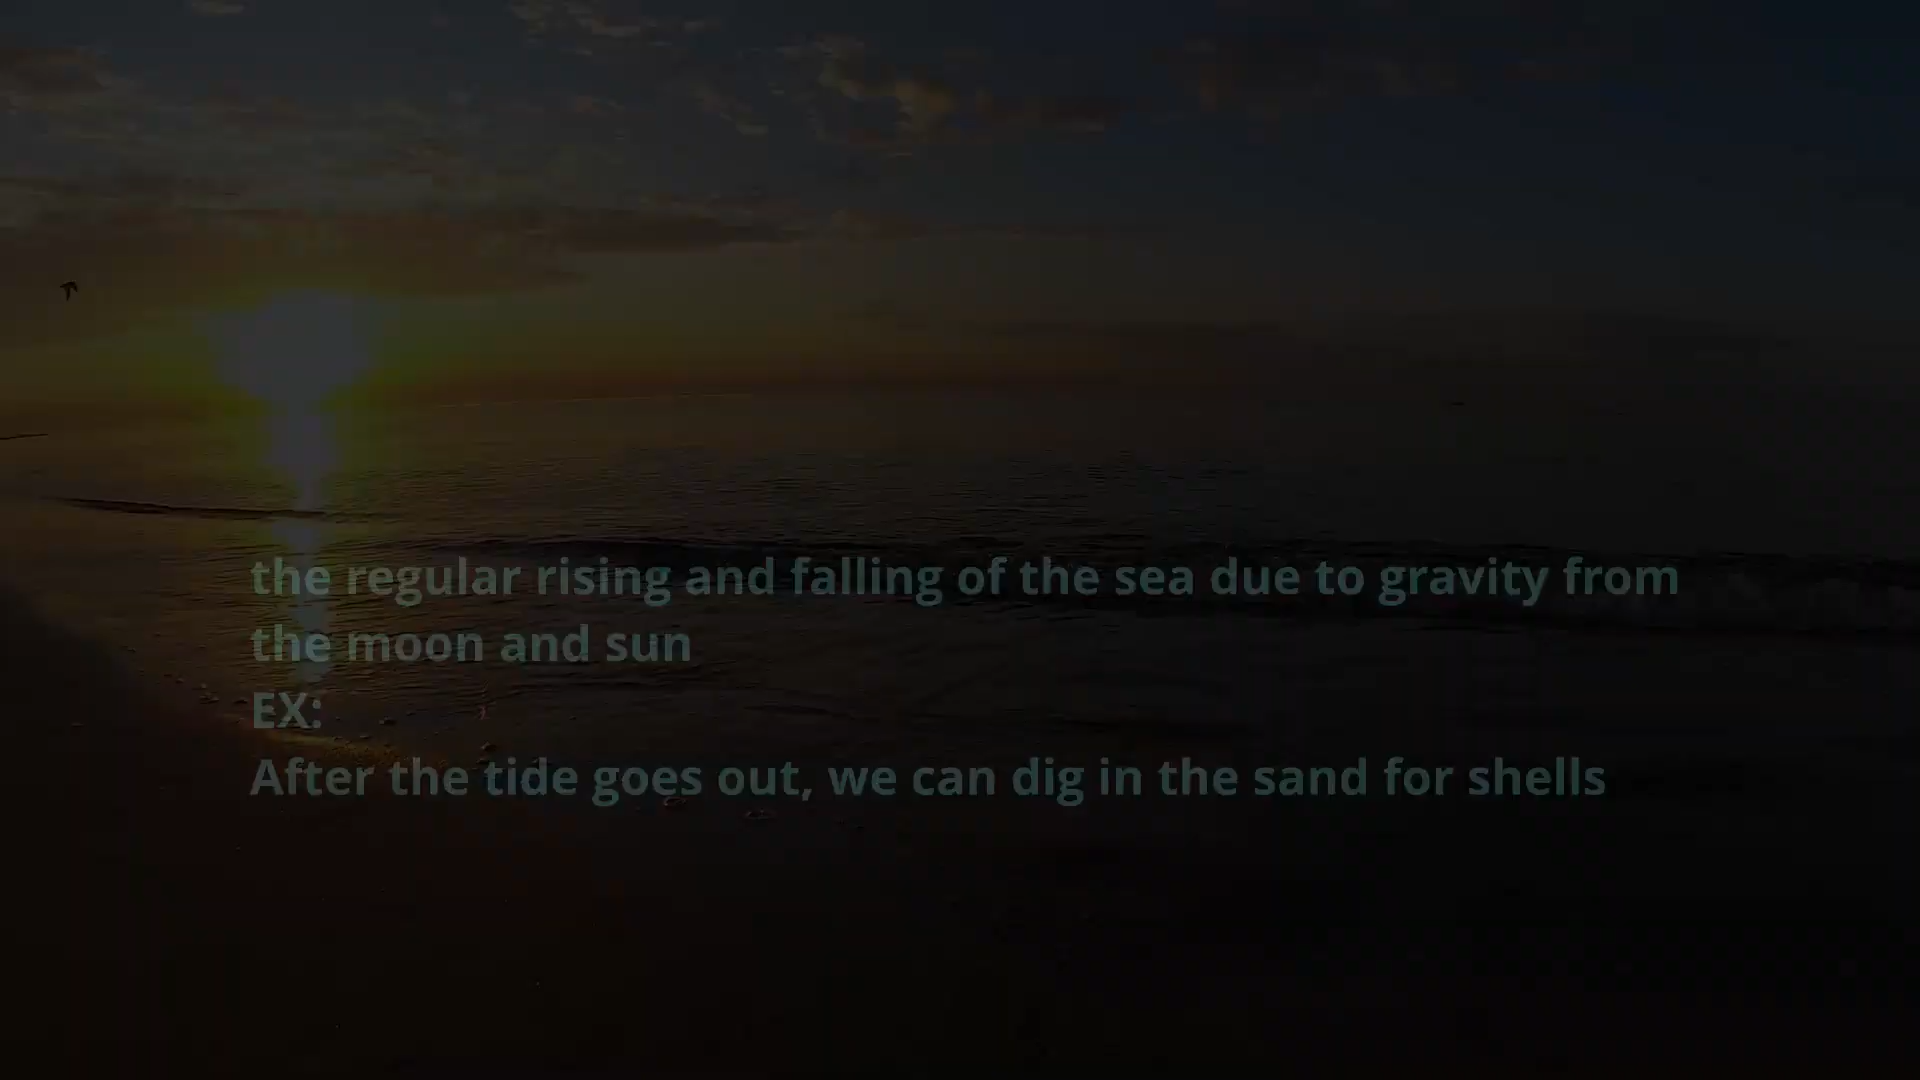 the regular rising and falling of the sea due to gravity from
the moon and sun
EX:
After the tide goes out, we can dig in the sand for shells